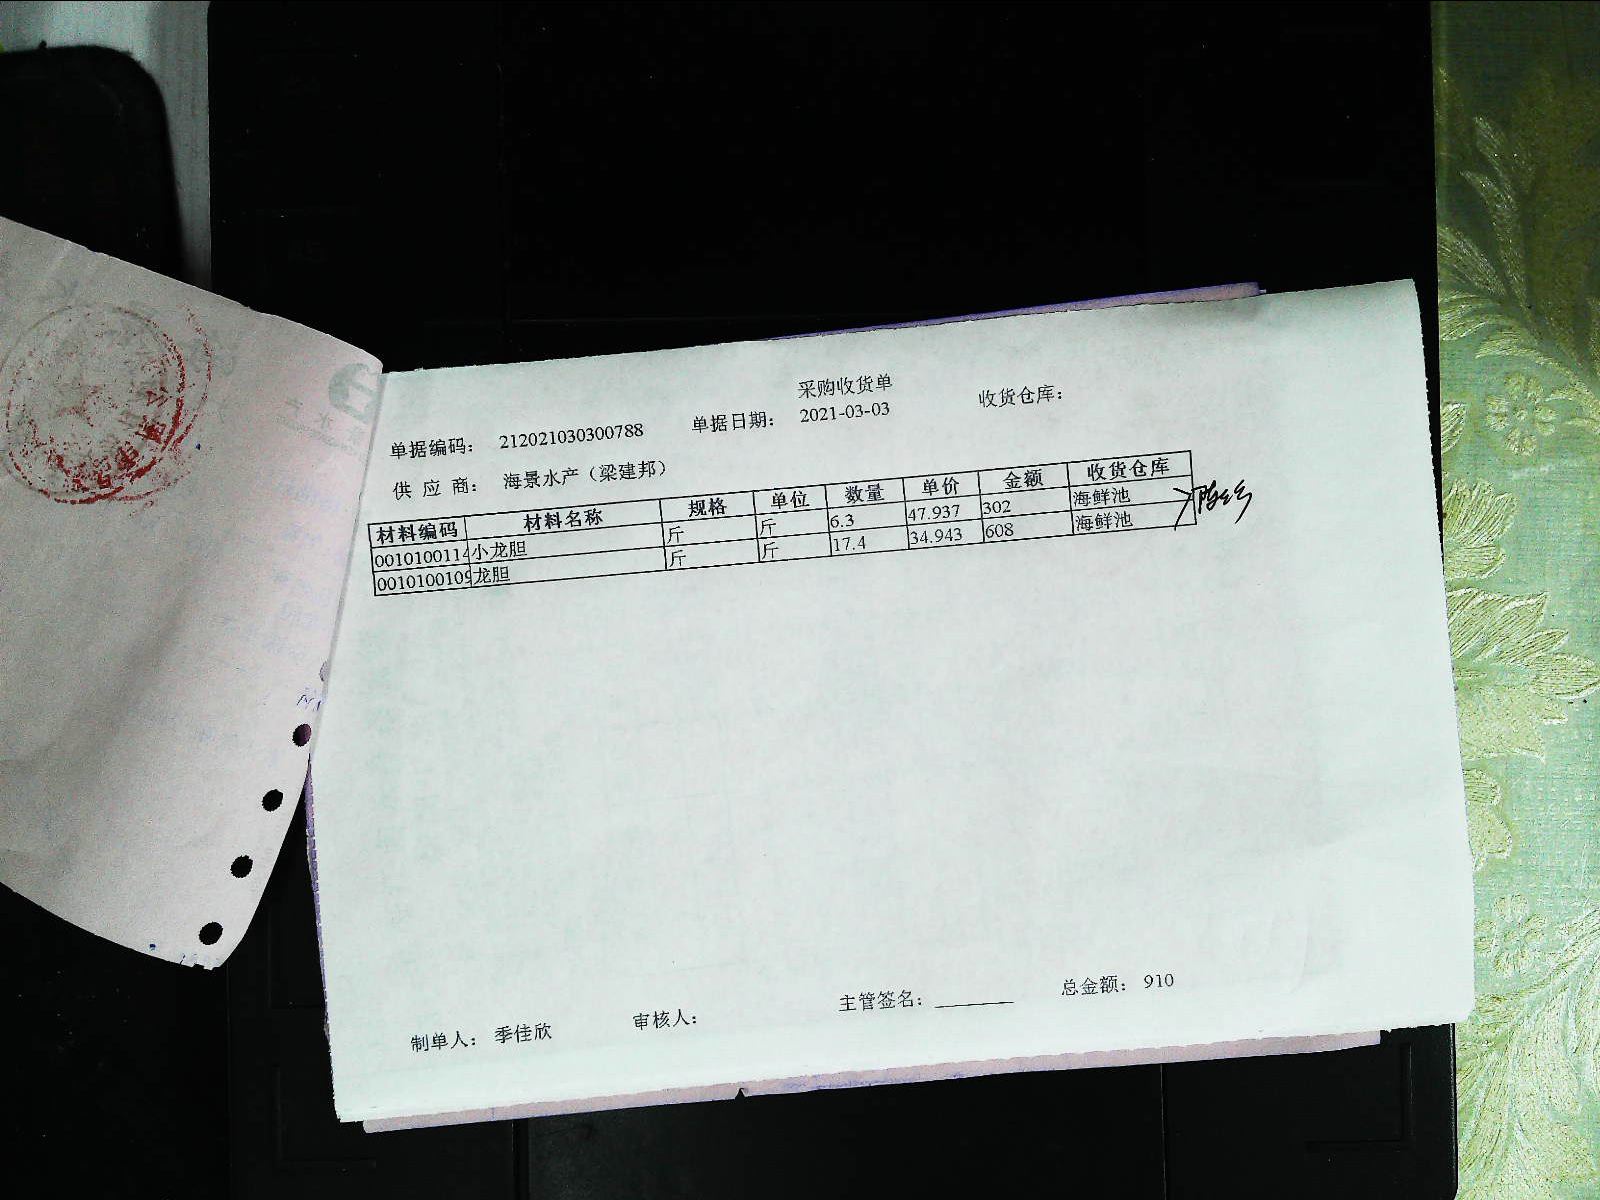 采购收货单
单据编码： 212021030300788 单据日期： 2021-03-03 收货仓库：
供 应 商： 海景水产（梁建邦）
材料编码 材料名称 规格 单位 数量 单价 金额 收货仓库
0010100114 小龙胆 斤 斤 6.3 47.937 302 海鲜池
0010100109 龙胆 斤 斤 17.4 34.943 608 海鲜池
制单人： 季佳欣 审核人： 主管签名： 总金额： 910